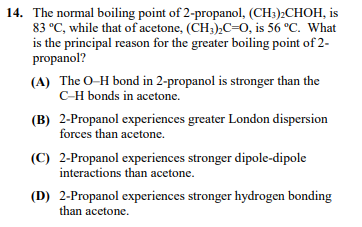 14. The normal boiling point of 2-propanol, (CH₃)₂CHOH, is
83 ºC, while that of acetone, (CH₃)₂C=O, is 56 ºC. What
is the principal reason for the greater boiling point of 2-
propanol?
(A) The O–H bond in 2-propanol is stronger than the
C–H bonds in acetone.
(B) 2-Propanol experiences greater London dispersion
forces than acetone.
(C) 2-Propanol experiences stronger dipole-dipole
interactions than acetone.
(D) 2-Propanol experiences stronger hydrogen bonding
than acetone.